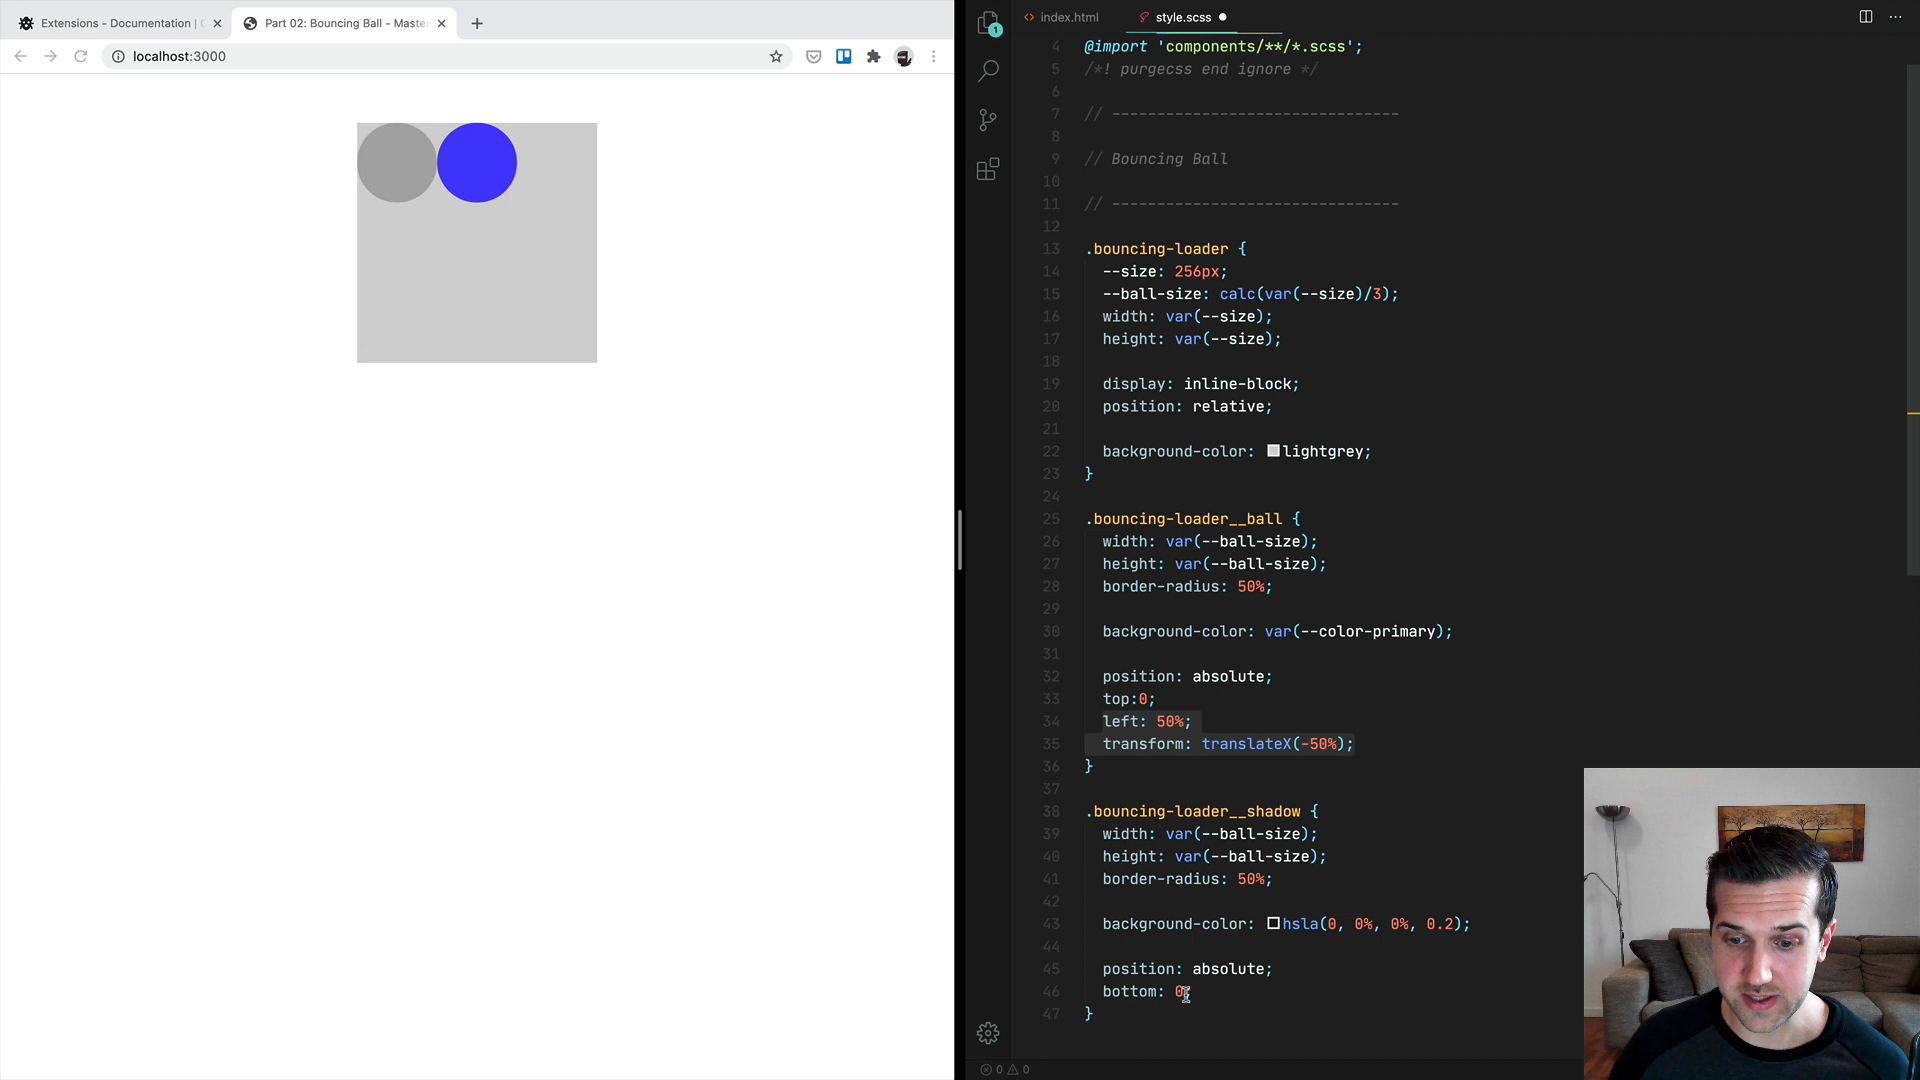 Extensions - Documentation |
Part 02: Bouncing Ball - Master
localhost:3000
index.html
style.scss
1
4 @import 'components/**/*.scss';
5 /*! purgecss end ignore */
6
7 // --------------------------------
8
9 // Bouncing Ball
10
11 // --------------------------------
12
13 .bouncing-loader {
14 --size: 256px;
15 --ball-size: calc(var(--size)/3);
16 width: var(--size);
17 height: var(--size);
18
19 display: inline-block;
20 position: relative;
21
22 background-color: lightgrey;
23 }
24
25 .bouncing-loader__ball {
26 width: var(--ball-size);
27 height: var(--ball-size);
28 border-radius: 50%;
29
30 background-color: var(--color-primary);
31
32 position: absolute;
33 top:0;
34 left: 50%;
35 transform: translateX(-50%);
36 }
37
38 .bouncing-loader__shadow {
39 width: var(--ball-size);
40 height: var(--ball-size);
41 border-radius: 50%;
42
43 background-color: hsla(0, 0%, 0%, 0.2);
44
45 position: absolute;
46 bottom: 0;
47 }
0 0